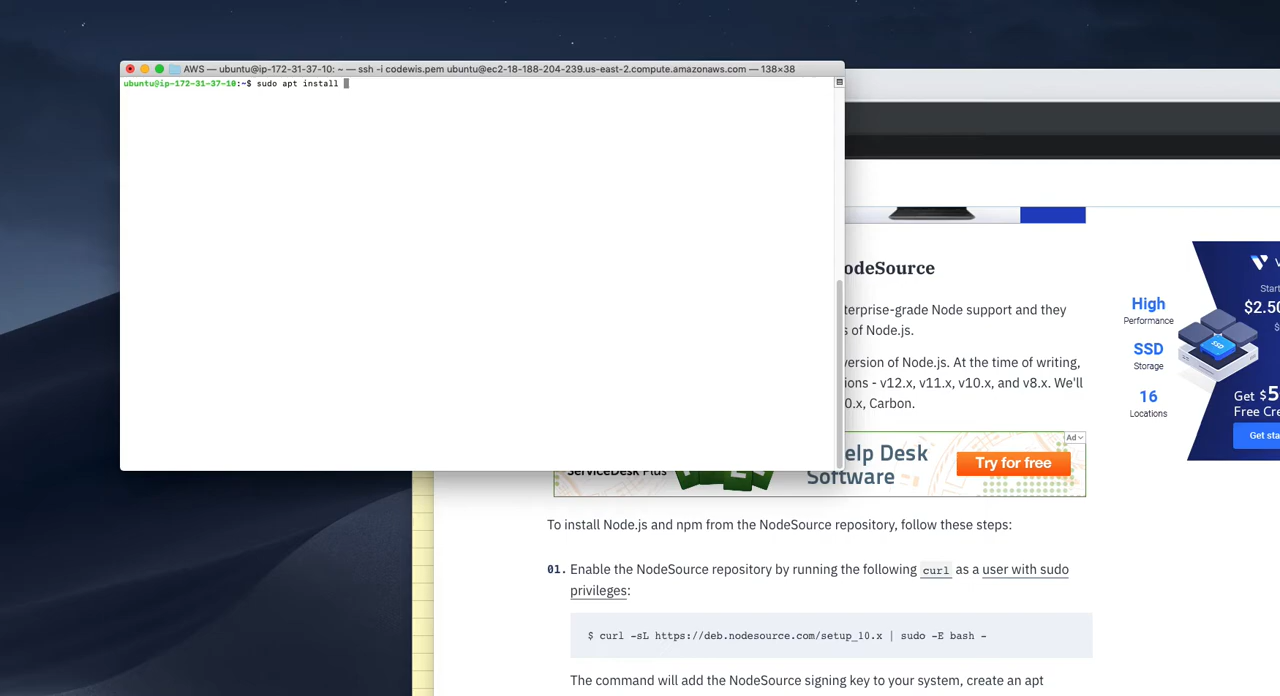 AWS — ubuntu@ip-172-31-37-10: ~ — ssh -i codewis.pem ubuntu@ec2-18-188-204-239.us-east-2.compute.amazonaws.com — 138×38
ubuntu@ip-172-31-37-10:~$ sudo apt install
odeSource
terprise-grade Node support and they
s of Node.js.
version of Node.js. At the time of writing,
ions - v12.x, v11.x, v10.x, and v8.x. We'll
0.x, Carbon.
High
Performance
SSD
Storage
16
Locations
V
Start
$2.50
Get $5
Free Cre
Get sta
Ad
ServiceDesk Plus
elp Desk
Software
Try for free
To install Node.js and npm from the NodeSource repository, follow these steps:
01. Enable the NodeSource repository by running the following curl as a user with sudo
privileges:
$ curl -sL https://deb.nodesource.com/setup_10.x | sudo -E bash -
The command will add the NodeSource signing key to your system, create an apt